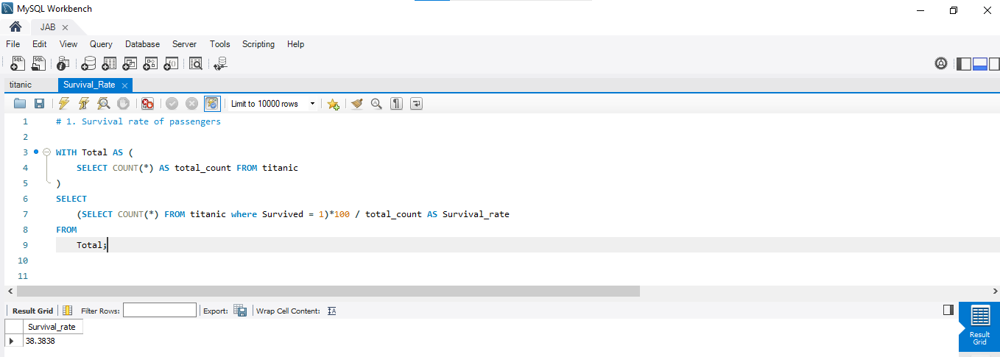 MySQL Workbench
JAB
File Edit View Query Database Server Tools Scripting Help
titanic Survival_Rate
Limit to 10000 rows
1 # 1. Survival rate of passengers
2
3 WITH Total AS (
4 SELECT COUNT(*) AS total_count FROM titanic
5 )
6 SELECT
7 (SELECT COUNT(*) FROM titanic where Survived = 1)*100 / total_count AS Survival_rate
8 FROM
9 Total;
10
11
Result Grid Filter Rows: Export: Wrap Cell Content:
Survival_rate
38.3838
Result
Grid